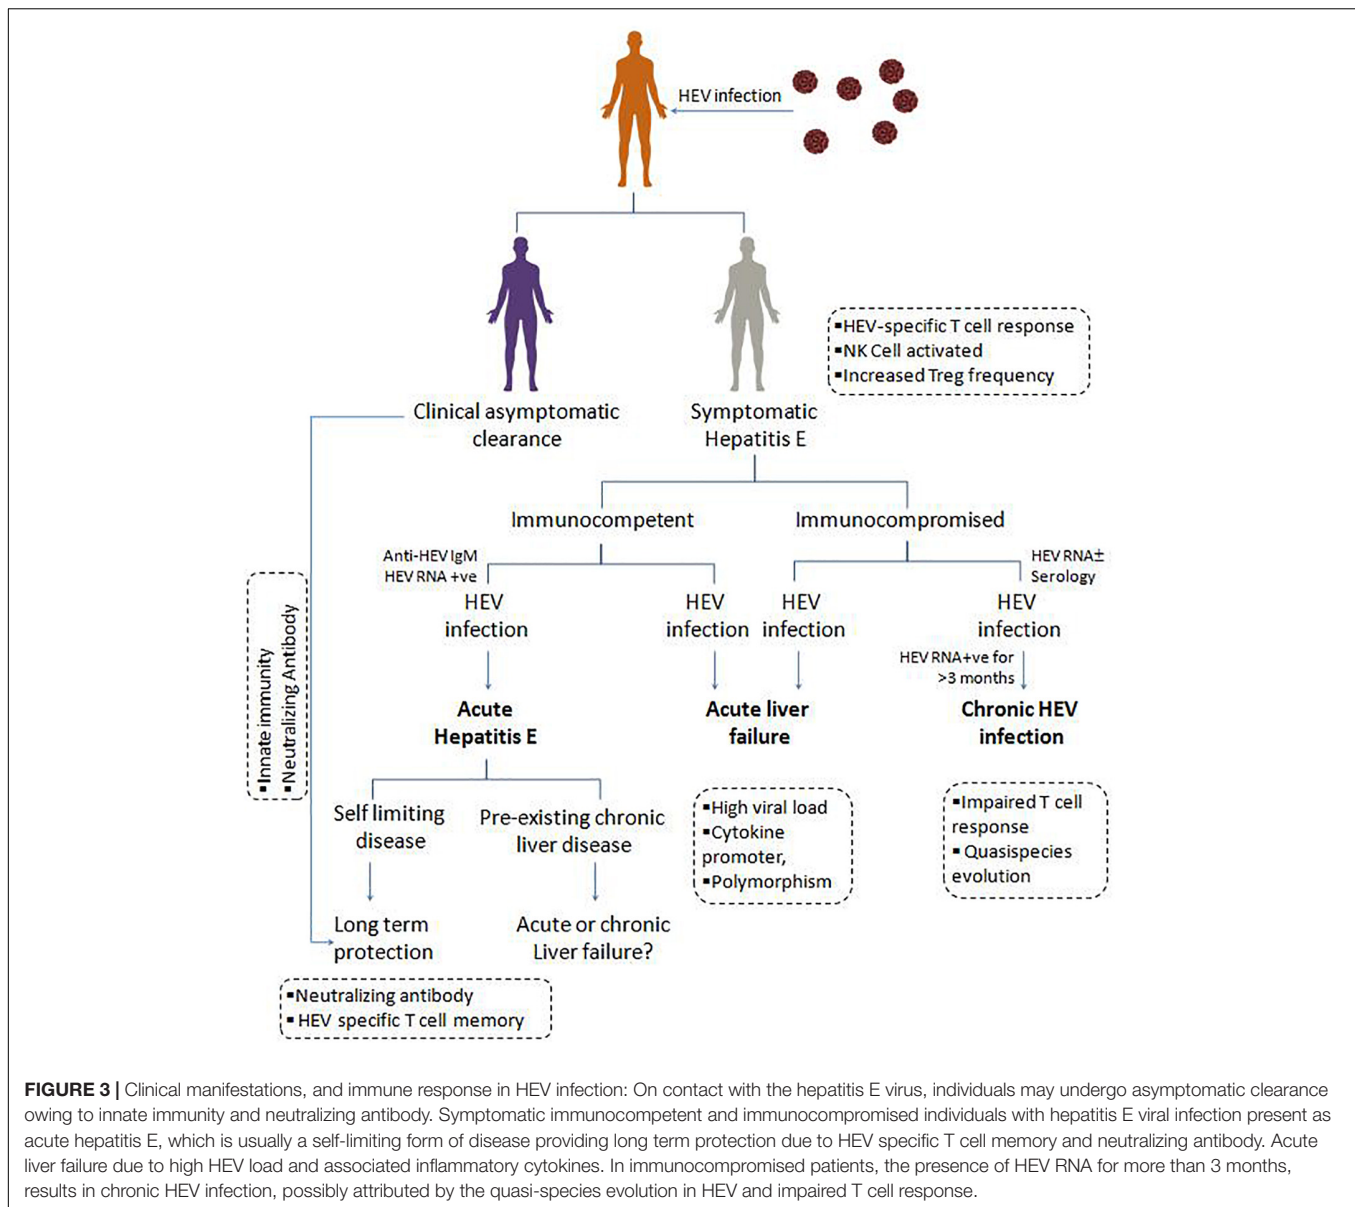 HEV infection
▪HEV-specific T cell response
▪NK Cell activated
▪Increased Treg frequency
Clinical asymptomatic
clearance
Symptomatic
Hepatitis E
Immunocompetent
Immunocompromised
Anti-HEV IgM
HEV RNA +ve
HEV RNA±
Serology
HEV
infection
HEV
infection
HEV
infection
HEV
infection
HEV RNA+ve for
>3 months
▪Innate immunity
▪Neutralizing Antibody
Acute
Hepatitis E
Acute liver
failure
Chronic HEV
infection
Self limiting
disease
Pre-existing chronic
liver disease
▪High viral load
▪Cytokine
promoter,
▪Polymorphism
▪Impaired T cell
response
▪ Quasispecies
evolution
Long term
protection
Acute or chronic
Liver failure?
▪Neutralizing antibody
▪ HEV specific T cell memory
FIGURE 3 | Clinical manifestations, and immune response in HEV infection: On contact with the hepatitis E virus, individuals may undergo asymptomatic clearance
owing to innate immunity and neutralizing antibody. Symptomatic immunocompetent and immunocompromised individuals with hepatitis E viral infection present as
acute hepatitis E, which is usually a self-limiting form of disease providing long term protection due to HEV specific T cell memory and neutralizing antibody. Acute
liver failure due to high HEV load and associated inflammatory cytokines. In immunocompromised patients, the presence of HEV RNA for more than 3 months,
results in chronic HEV infection, possibly attributed by the quasi-species evolution in HEV and impaired T cell response.